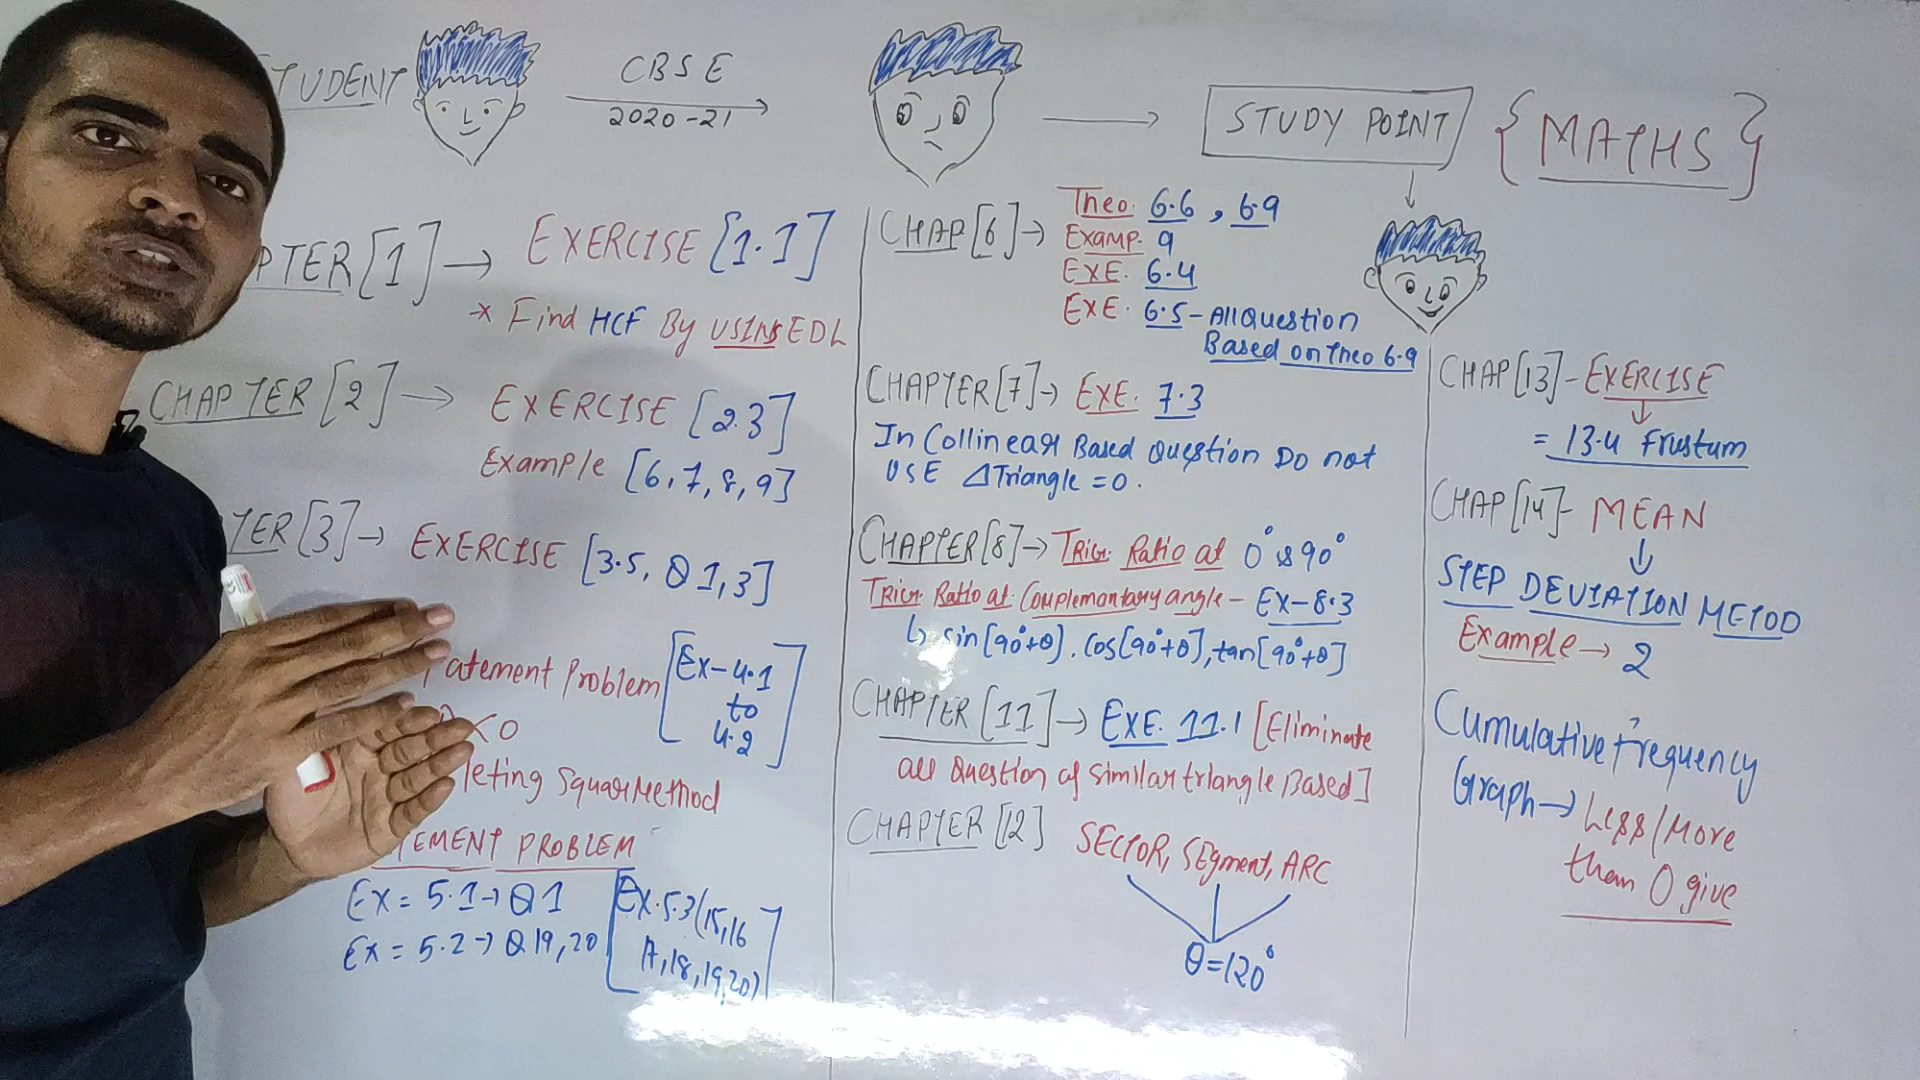 TUDENT
CBSE
2020-21
STUDY POINT
{MATHS}
PTER[1] → EXERCISE [1.1]
* Find HCF By USING EDL
CHAPTER [2] → EXERCISE [2.3]
Example [6,7,8,9]
TER[3] → EXERCISE [3.5, Q 1,3]
atement Problem [Ex-4.1
to
4.2]
<0
leting Squar Method
TEMENT PROBLEM
Ex = 5.1 → Q 1
Ex = 5.2 → Q 19,20
[Ex.5.3(15,16
17,18,19,20)]
CHAP[6] → Theo. 6.6, 6.9
Examp. 9
EXE. 6.4
EXE. 6.5 - All Question
Based on Theo 6.9
CHAPTER[7] → EXE. 7.3
In Collinear Based Question Do not
USE ΔTriangle = 0.
CHAPTER[8] → Trig. Ratio at 0° & 90°
Trig. Ratio at Couplementary angle - Ex-8.3
↳ sin[90°+θ], cos[90°+θ], tan[90°+θ]
CHAPTER [11] → EXE. 11.1 [Eliminate
all Question of similar triangle Based]
CHAPTER [12] SECTOR, SEgment, ARC
θ=120°
CHAP[13] - EXERCISE
= 13.4 Frustum
CHAP[14] - MEAN
STEP DEVIATION METOD
Example → 2
Cumulative Frequency
Graph → Less/More
than O give